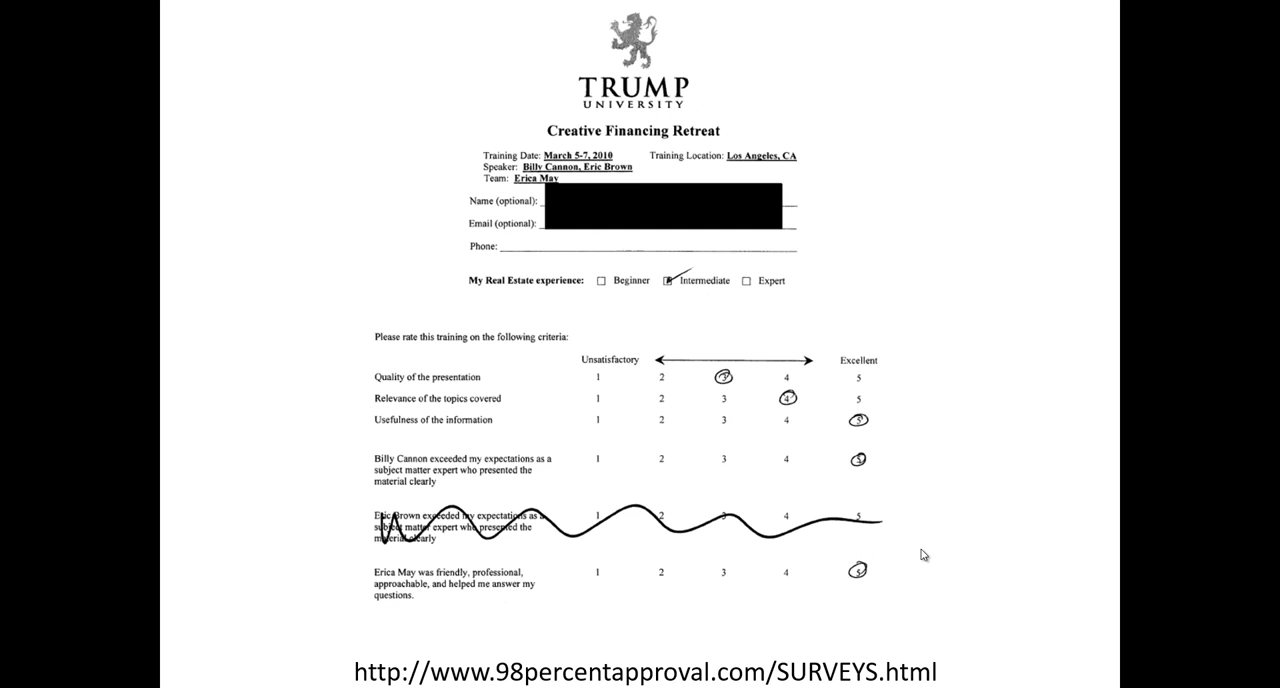 TRUMP
UNIVERSITY
Creative Financing Retreat
Training Date: March 5-7, 2010 Training Location: Los Angeles, CA
Speaker: Billy Cannon, Eric Brown
Team: Erica May
Name (optional):
Email (optional):
Phone:
My Real Estate experience: Beginner Intermediate Expert
Please rate this training on the following criteria:
Unsatisfactory Excellent
Quality of the presentation 1 2 3 4 5
Relevance of the topics covered 1 2 3 4 5
Usefulness of the information 1 2 3 4 5
Billy Cannon exceeded my expectations as a 1 2 3 4 5
subject matter expert who presented the
material clearly
Eric Brown exceeded my expectations as a 1 2 3 4 5
subject matter expert who presented the
material clearly
Erica May was friendly, professional, 1 2 3 4 5
approachable, and helped me answer my
questions.
http://www.98percentapproval.com/SURVEYS.html